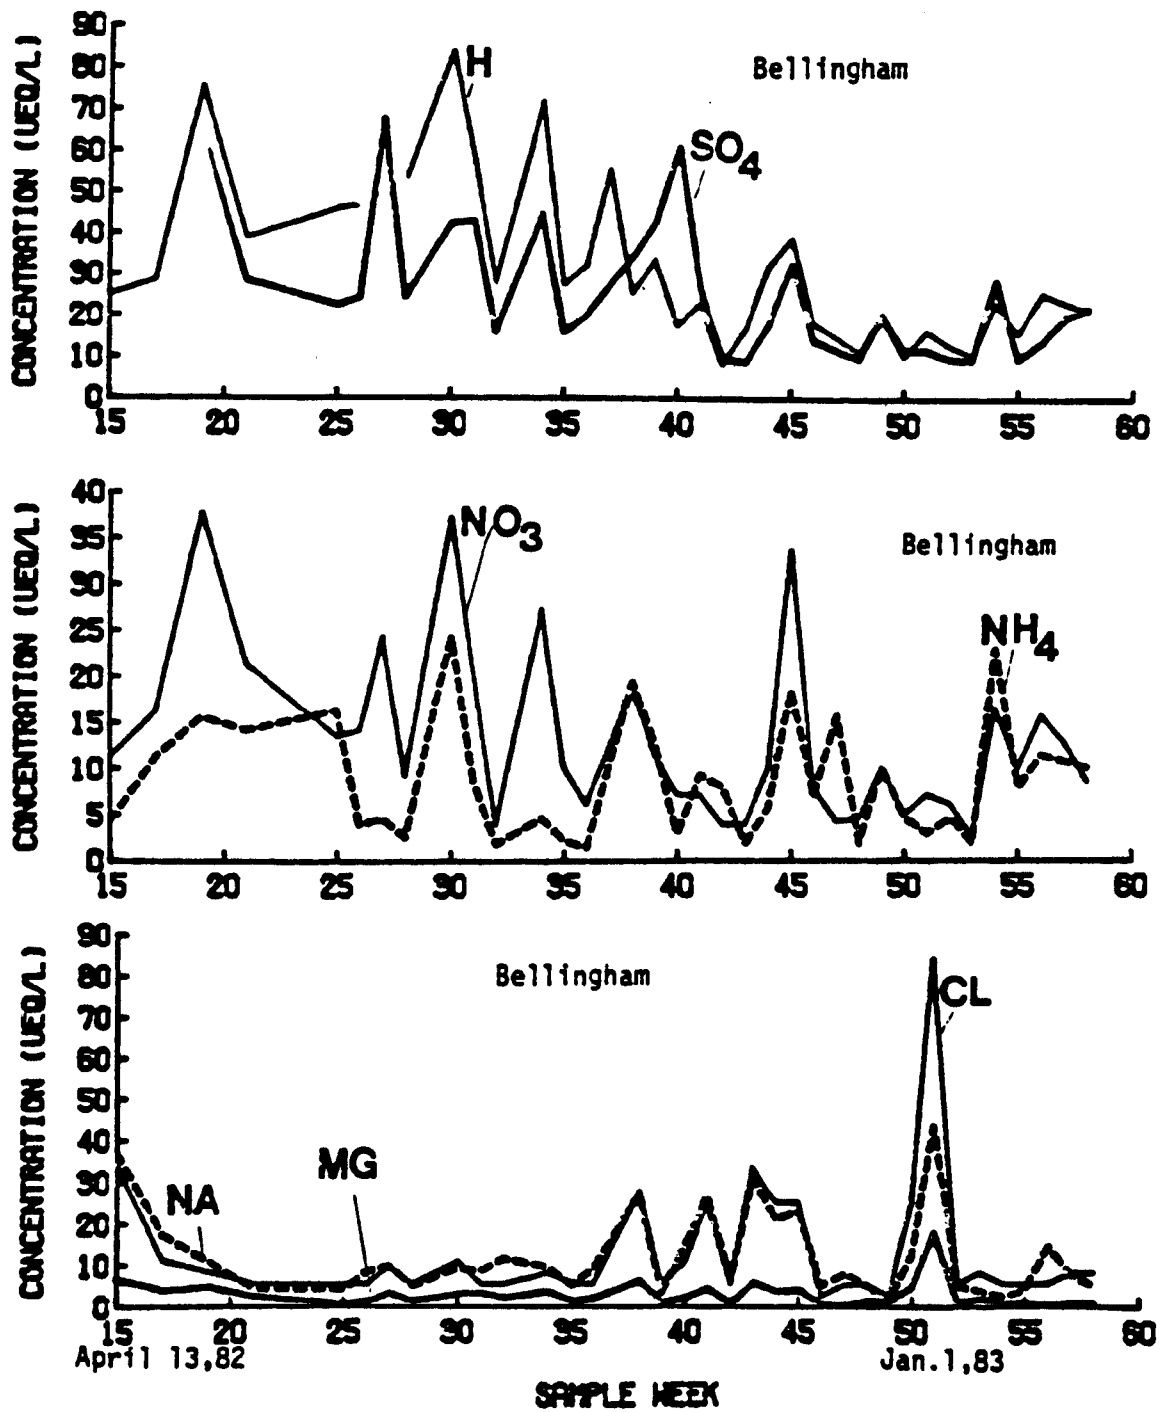 90
80
70
60
50
40
30
20
10
0
CONCENTRATION (UEQ/L)
H
Bellingham
SO4
15 20 25 30 35 40 45 50 55 60
40
35
30
25
20
15
10
5
0
CONCENTRATION (UEQ/L)
NO3
Bellingham
NH4
15 20 25 30 35 40 45 50 55 60
90
80
70
60
50
40
30
20
10
0
CONCENTRATION (UEQ/L)
Bellingham
CL
MG
NA
15 20 25 30 35 40 45 50 55 60
April 13,82 Jan.1,83
SAMPLE WEEK